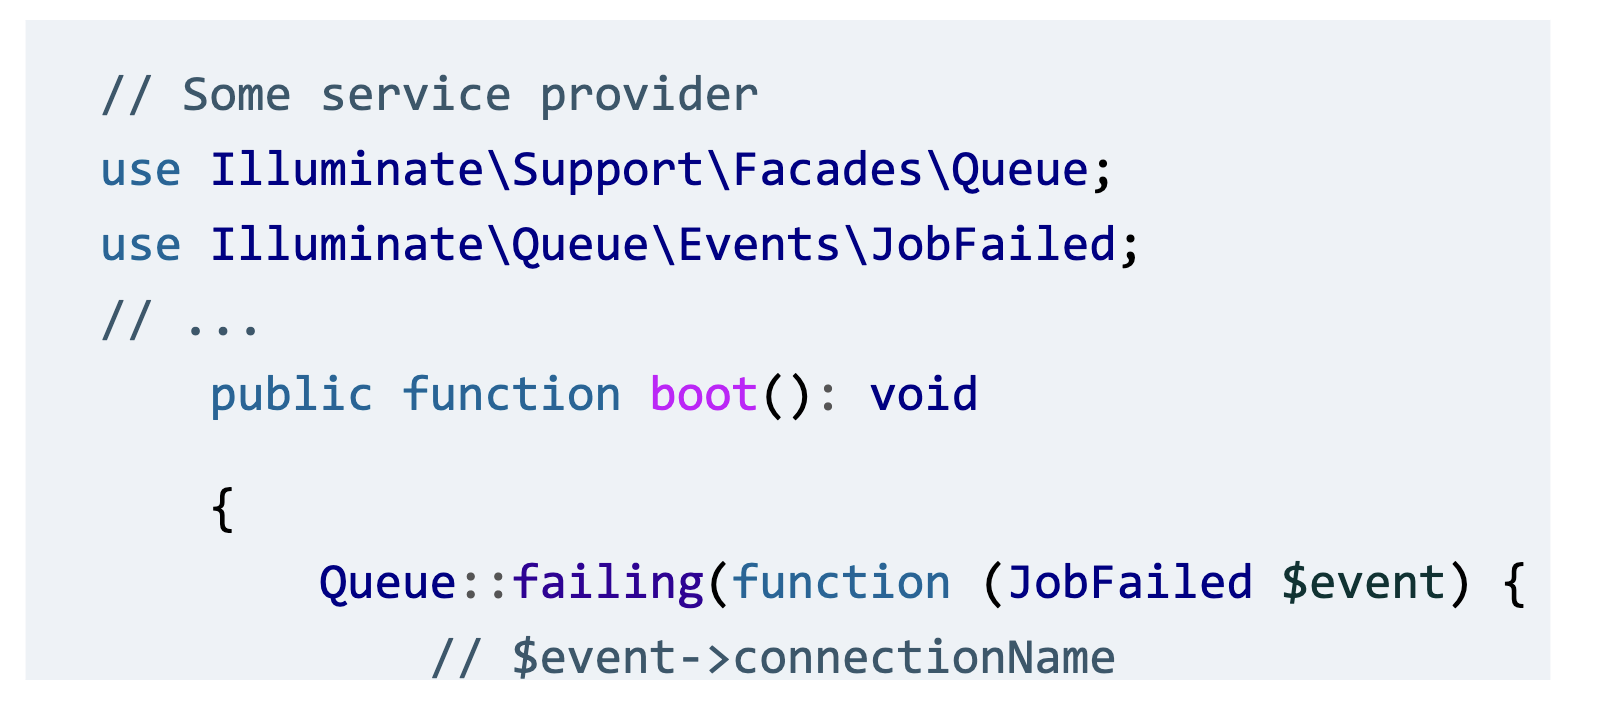 // Some service provider
use Illuminate\Support\Facades\Queue;
use Illuminate\Queue\Events\JobFailed;
// ...
    public function boot(): void
    {
        Queue::failing(function (JobFailed $event) {
            // $event->connectionName